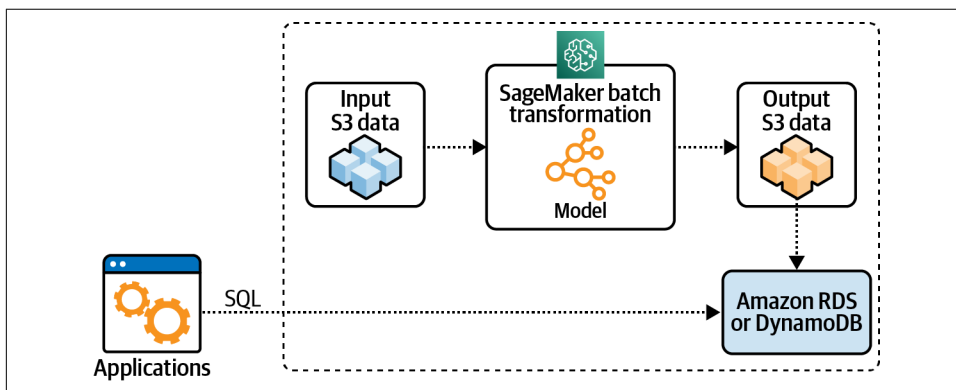 Input
S3 data
SageMaker batch
transformation
Model
Output
S3 data
Applications
SQL
Amazon RDS
or DynamoDB